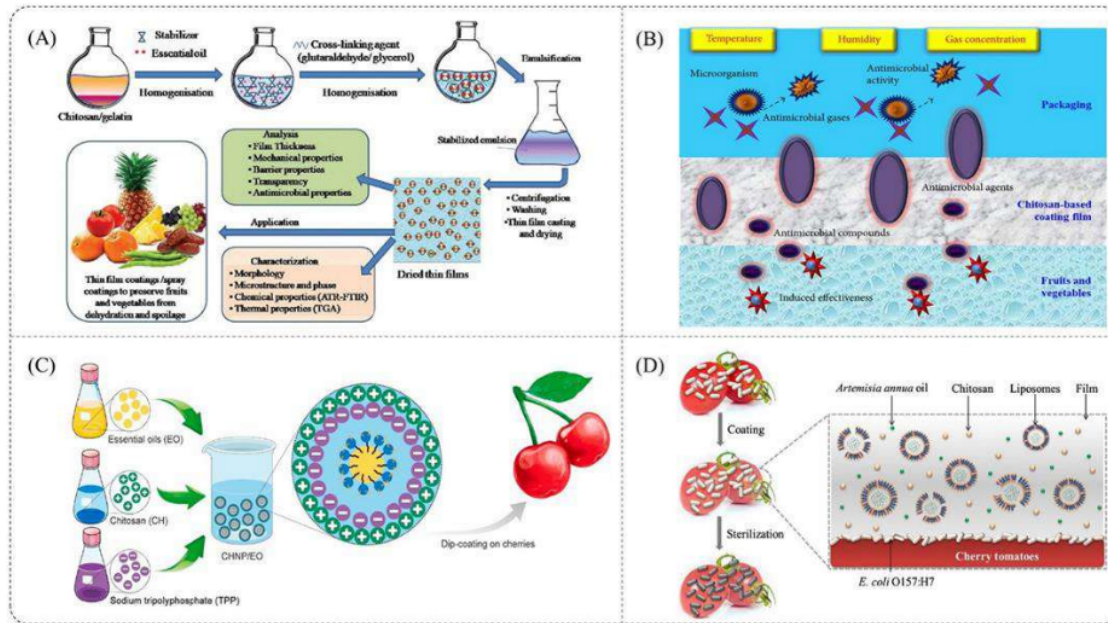 (A)
Stabilizer
Essential oil
Cross-linking agent
(glutaraldehyde/ glycerol)
Emulsification
Homogenisation
Homogenisation
Chitosan/gelatin
Stabilized emulsion
Analysis
• Film Thickness
• Mechanical properties
• Barrier properties
• Transparency
• Antimicrobial properties
• Centrifugation
• Washing
• Thin film casting
and drying
Application
Dried thin films
Characterization
• Morphology
• Microstructure and phase
• Chemical properties (ATR-FTIR)
• Thermal properties (TGA)
Thin film coatings /spray
coatings to preserve fruits
and vegetables from
dehydration and spoilage
(B)
Temperature
Humidity
Gas concentration
Microorganism
Antimicrobial
activity
Antimicrobial gases
Packaging
Antimicrobial agents
Chitosan-based
coating film
Antimicrobial compounds
Fruits and
vegetables
Induced effectiveness
(C)
Essential oils (EO)
Chitosan (CH)
CHNP/EO
Sodium tripolyphosphate (TPP)
Dip-coating on cherries
(D)
Coating
Sterilization
Artemisia annua oil
Chitosan
Liposomes
Film
Cherry tomatoes
E. coli O157:H7